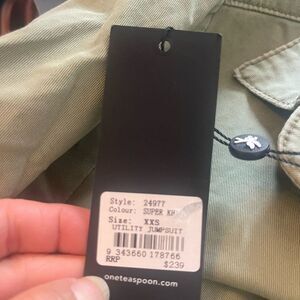 Style: 24977
Colour: SUPER KH
Size: XXS
UTILITY JUMPSUIT
9 343660 178766
RRP $239
oneteaspoon.com